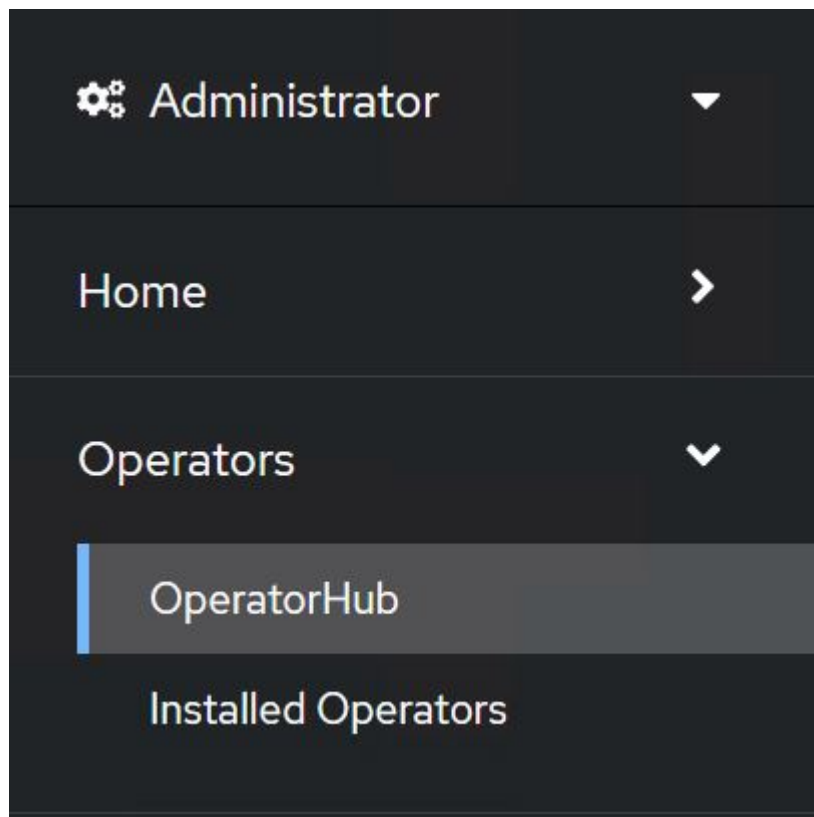 Administrator
Home
Operators
OperatorHub
Installed Operators